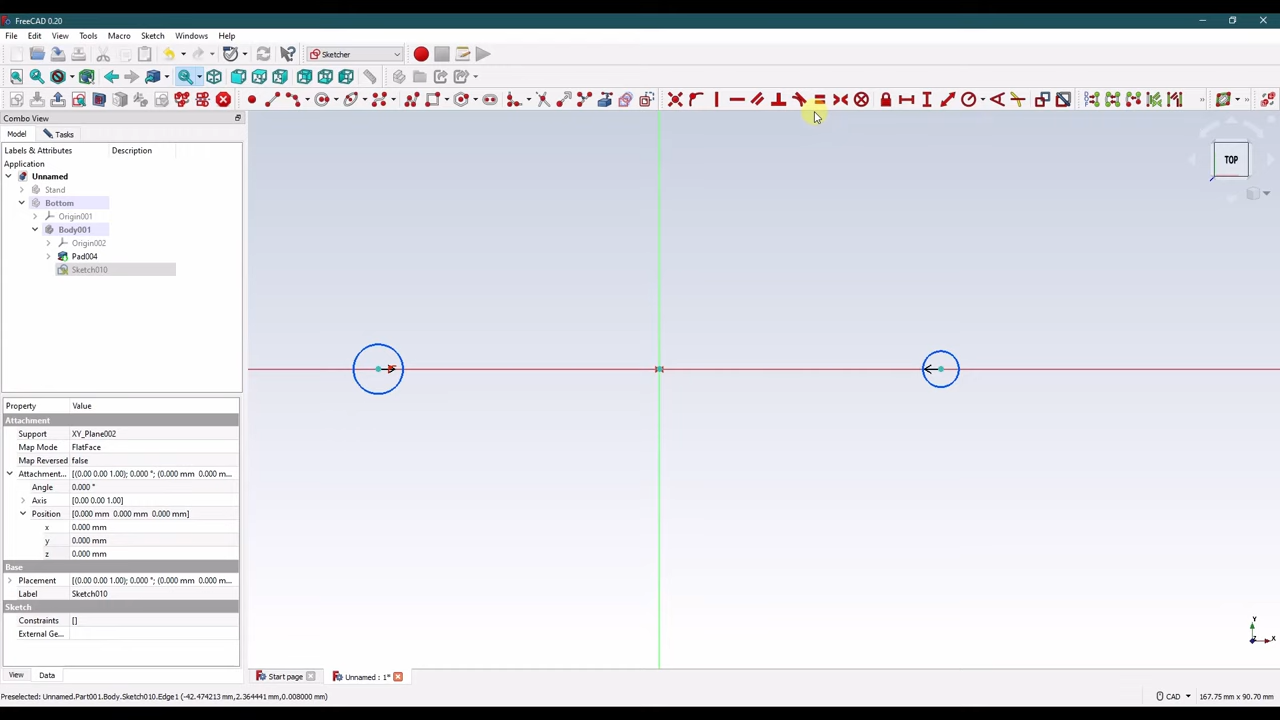 FreeCAD 0.20
File Edit View Tools Macro Sketch Windows Help
Sketcher
Combo View
TOP
Model Tasks
Labels & Attributes Description
Application
Unnamed
Stand
Bottom
Origin001
Body001
Origin002
Pad004
Sketch010
Property Value
Attachment
Support XY_Plane002
Map Mode FlatFace
Map Reversed false
Attachment... [(0.00 0.00 1.00); 0.000 °; (0.000 mm 0.000 m...
Angle 0.000 °
Axis [0.00 0.00 1.00]
Position [0.000 mm 0.000 mm 0.000 mm]
x 0.000 mm
y 0.000 mm
z 0.000 mm
Base
Placement [(0.00 0.00 1.00); 0.000 °; (0.000 mm 0.000 m...
Label Sketch010
Sketch
Constraints []
External Ge...
Y
Z X
View Data
Start page Unnamed : 1*
Preselected: Unnamed.Part001.Body.Sketch010.Edge1 (-42.474213 mm,2.364441 mm,0.008000 mm)
CAD 167.75 mm x 90.70 mm